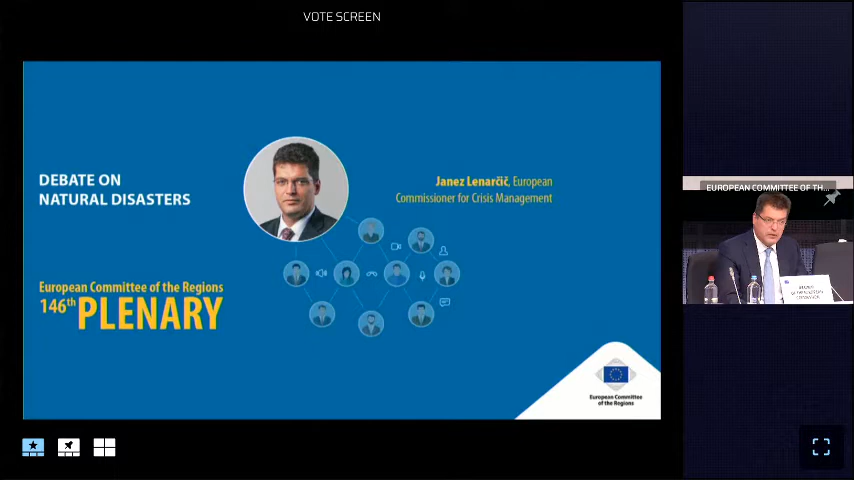 VOTE SCREEN
DEBATE ON
NATURAL DISASTERS
Janez Lenarčič, European
Commissioner for Crisis Management
European Committee of the Regions
146th PLENARY
European Committee
of the Regions
EUROPEAN COMMITTEE OF TH...